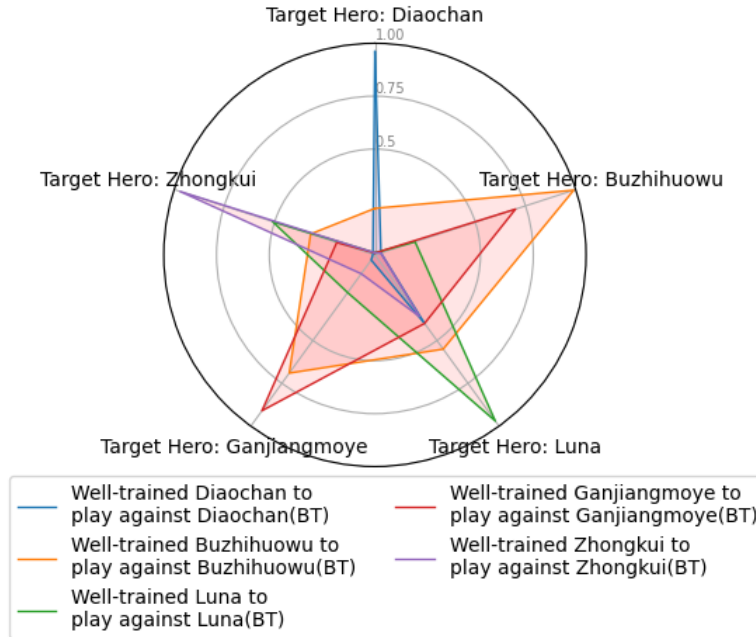 Target Hero: Diaochan
1.00
0.75
0.5
Target Hero: Zhongkui
Target Hero: Buzhihuowu
Target Hero: Ganjiangmoye
Target Hero: Luna
Well-trained Diaochan to
play against Diaochan(BT)
Well-trained Buzhihuowu to
play against Buzhihuowu(BT)
Well-trained Luna to
play against Luna(BT)
Well-trained Ganjiangmoye to
play against Ganjiangmoye(BT)
Well-trained Zhongkui to
play against Zhongkui(BT)